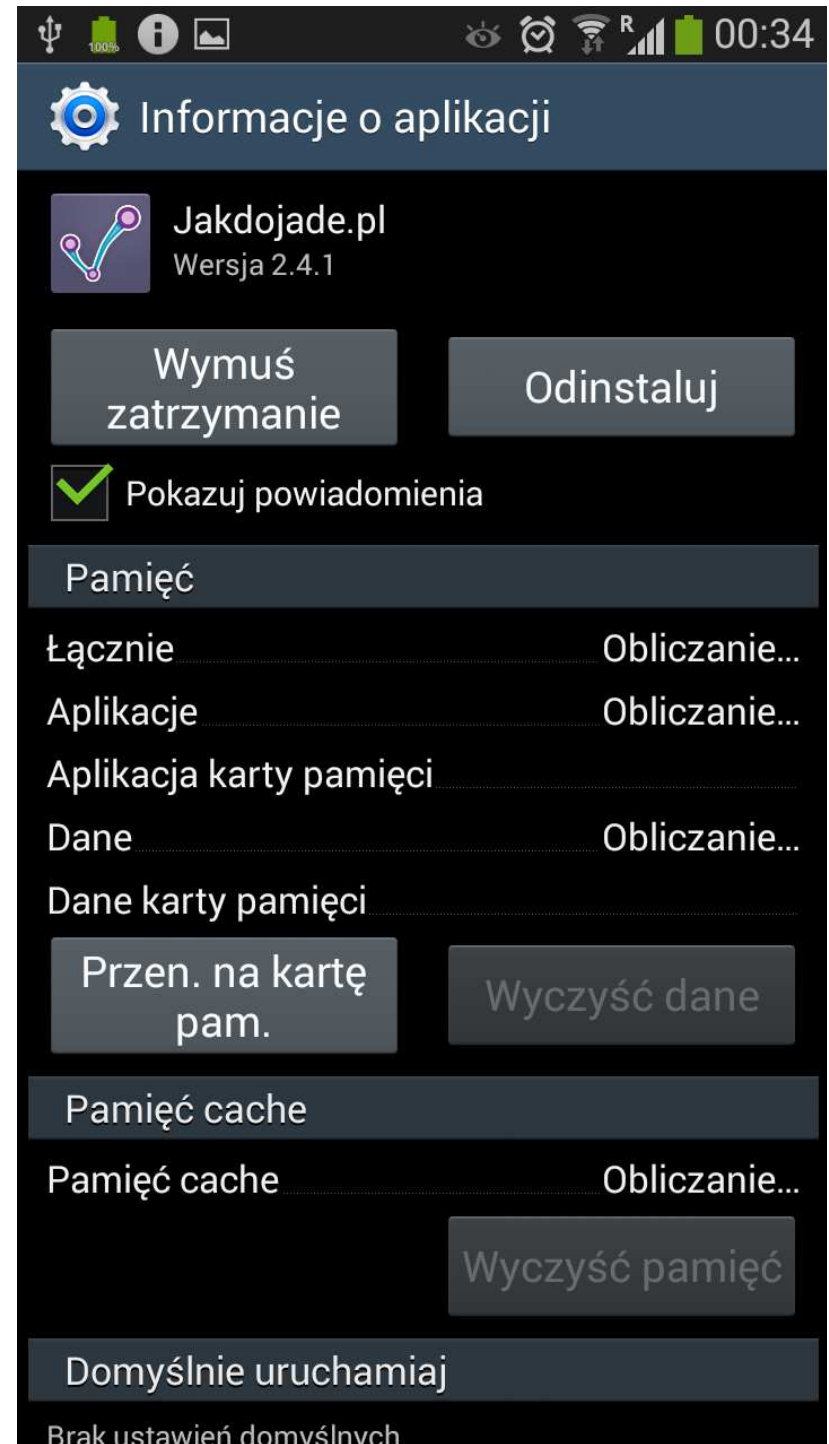 100%
R
00:34
Informacje o aplikacji
Jakdojade.pl
Wersja 2.4.1
Wymuś
zatrzymanie
Odinstaluj
Pokazuj powiadomienia
Pamięć
Łącznie Obliczanie...
Aplikacje Obliczanie...
Aplikacja karty pamięci
Dane Obliczanie...
Dane karty pamięci
Przen. na kartę
pam.
Wyczyść dane
Pamięć cache
Pamięć cache Obliczanie...
Wyczyść pamięć
Domyślnie uruchamiaj
Brak ustawień domyślnych